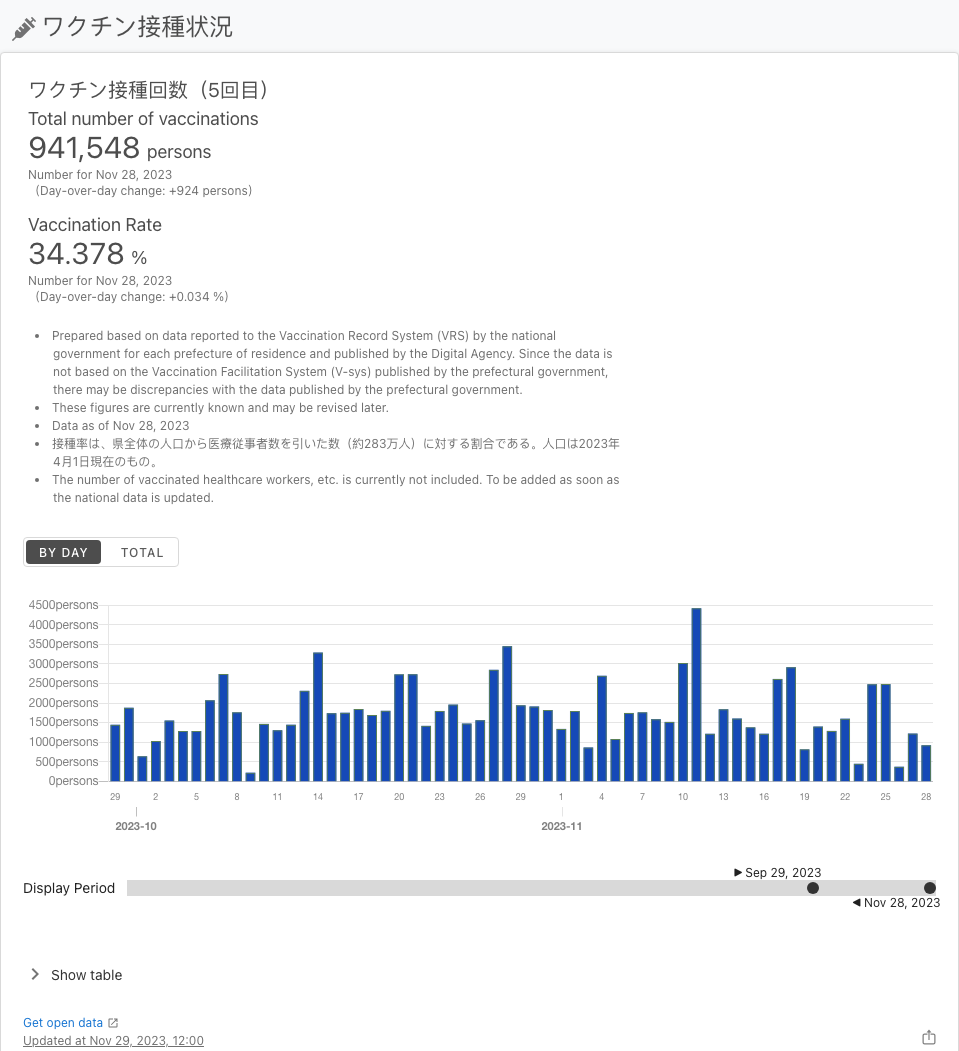 ワクチン接種状況
ワクチン接種回数（5回目）
Total number of vaccinations
941,548 persons
Number for Nov 28, 2023
（Day-over-day change: +924 persons）
Vaccination Rate
34.378 %
Number for Nov 28, 2023
（Day-over-day change: +0.034 %）
• Prepared based on data reported to the Vaccination Record System (VRS) by the national
government for each prefecture of residence and published by the Digital Agency. Since the data is
not based on the Vaccination Facilitation System (V-sys) published by the prefectural government,
there may be discrepancies with the data published by the prefectural government.
• These figures are currently known and may be revised later.
• Data as of Nov 28, 2023
• 接種率は、県全体の人口から医療従事者数を引いた数（約283万人）に対する割合である。人口は2023年
4月1日現在のもの。
• The number of vaccinated healthcare workers, etc. is currently not included. To be added as soon as
the national data is updated.
BY DAY TOTAL
4500persons
4000persons
3500persons
3000persons
2500persons
2000persons
1500persons
1000persons
500persons
0persons
29 2 5 8 11 14 17 20 23 26 29 1 4 7 10 13 16 19 22 25 28
2023-10 2023-11
Sep 29, 2023
Display Period
Nov 28, 2023
Show table
Get open data
Updated at Nov 29, 2023, 12:00